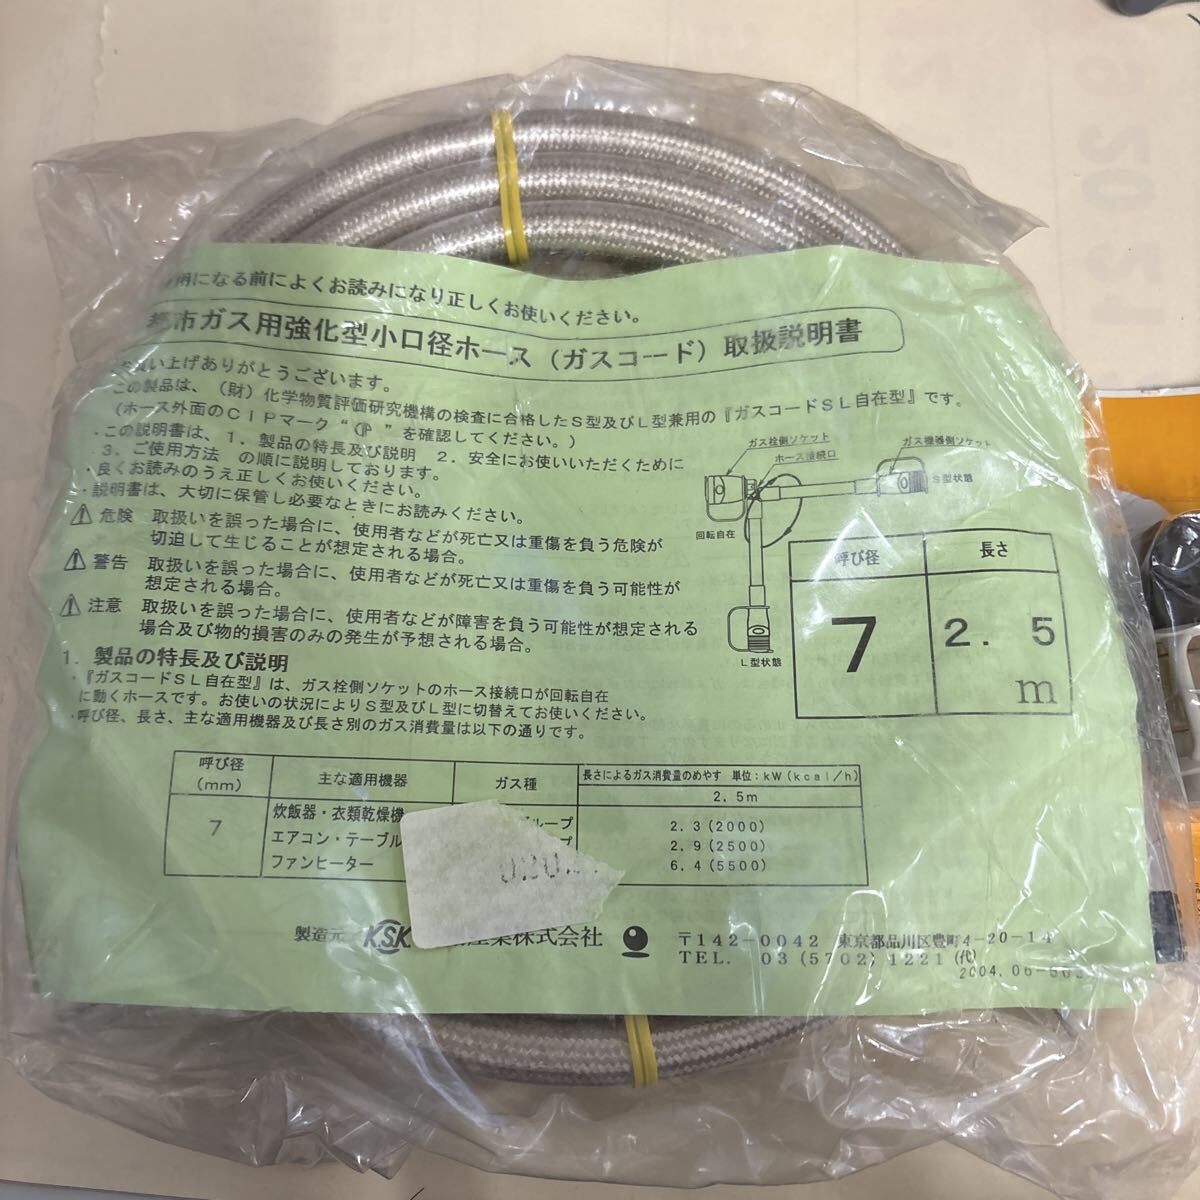 用になる前によくお読みになり正しくお使いください。
都市ガス用強化型小口径ホース（ガスコード）取扱説明書
お買い上げありがとうございます。
この製品は、（財）化学物質評価研究機構の検査に合格したS型及びL型兼用の『ガスコードSL自在型』です。
（ホース外面のCIPマーク“ ”を確認してください。）
・この説明書は、1．製品の特長及び説明 2．安全にお使いいただくために
3．ご使用方法 の順に説明しております。
・良くお読みのうえ正しくお使いください。
・説明書は、大切に保管し必要なときにお読みください。
危険 取扱いを誤った場合に、使用者などが死亡又は重傷を負う危険が
切迫して生じることが想定される場合。
警告 取扱いを誤った場合に、使用者などが死亡又は重傷を負う可能性が
想定される場合。
注意 取扱いを誤った場合に、使用者などが障害を負う可能性が想定される
場合及び物的損害のみの発生が予想される場合。
ガス栓側ソケット
ホース接続口
ガス機器側ソケット
S型状態
回転自在
L型状態
呼び径 長さ
7 2．5
m
1．製品の特長及び説明
・『ガスコードSL自在型』は、ガス栓側ソケットのホース接続口が回転自在
に動くホースです。お使いの状況によりS型及びL型に切替えてお使いください。
・呼び径、長さ、主な適用機器及び長さ別のガス消費量は以下の通りです。
呼び径
（mm）
主な適用機器
ガス種
長さによるガス消費量のめやす 単位：kW（kcal/h）
2．5m
7
炊飯器・衣類乾燥機
エアコン・テーブル
ファンヒーター
ループ
プ
2．3（2000）
2．9（2500）
6．4（5500）
製造元 K.S.K 産業株式会社
〒142-0042 東京都品川区豊町4-20-14
TEL. 03（5702）1221（代）
2004.06-